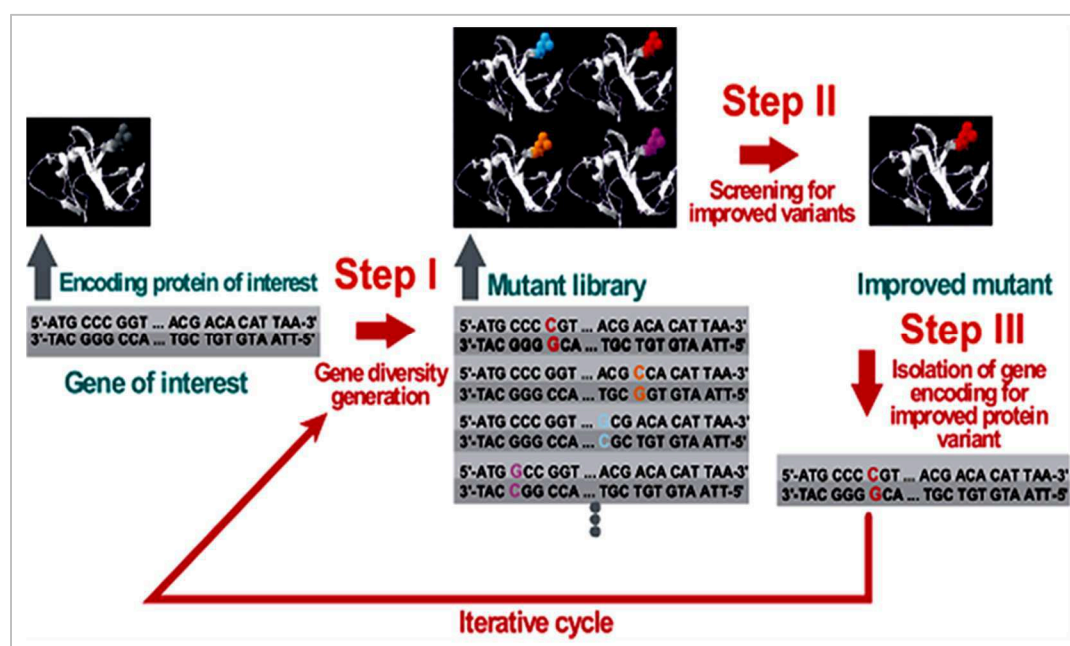 Step II
Screening for
improved variants
Encoding protein of interest
Step I
Mutant library
Improved mutant
5'-ATG CCC GGT ... ACG ACA CAT TAA-3'
3'-TAC GGG CCA ... TGC TGT GTA ATT-5'
Gene of interest
Gene diversity
generation
5'-ATG CCC CGT ... ACG ACA CAT TAA-3'
3'-TAC GGG GCA ... TGC TGT GTA ATT-5'
5'-ATG CCC GGT ... ACG CCA CAT TAA-3'
3'-TAC GGG CCA ... TGC GGT GTA ATT-5'
5'-ATG CCC GGT ... GCG ACA CAT TAA-3'
3'-TAC GGG CCA ... CGC TGT GTA ATT-5'
5'-ATG GCC GGT ... ACG ACA CAT TAA-3'
3'-TAC CGG CCA ... TGC TGT GTA ATT-5'
Step III
Isolation of gene
encoding for
improved protein
variant
5'-ATG CCC CGT ... ACG ACA CAT TAA-3'
3'-TAC GGG GCA ... TGC TGT GTA ATT-5'
Iterative cycle